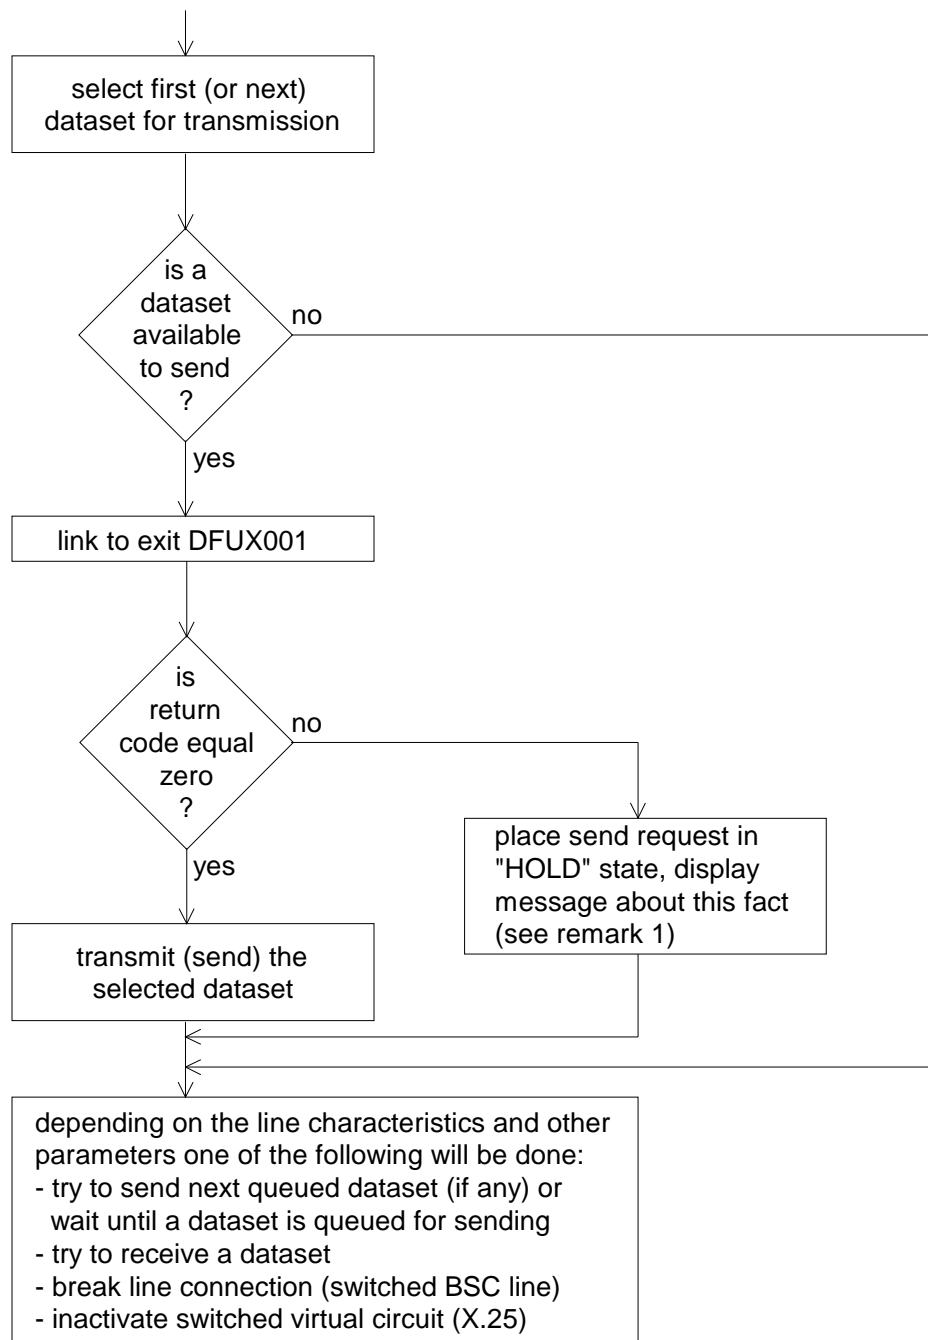 select first (or next)
dataset for transmission
is a
dataset
available
to send
?
no
yes
link to exit DFUX001
is
return
code equal
zero
?
no
yes
place send request in
"HOLD" state, display
message about this fact
(see remark 1)
transmit (send) the
selected dataset
depending on the line characteristics and other
parameters one of the following will be done:
- try to send next queued dataset (if any) or
wait until a dataset is queued for sending
- try to receive a dataset
- break line connection (switched BSC line)
- inactivate switched virtual circuit (X.25)